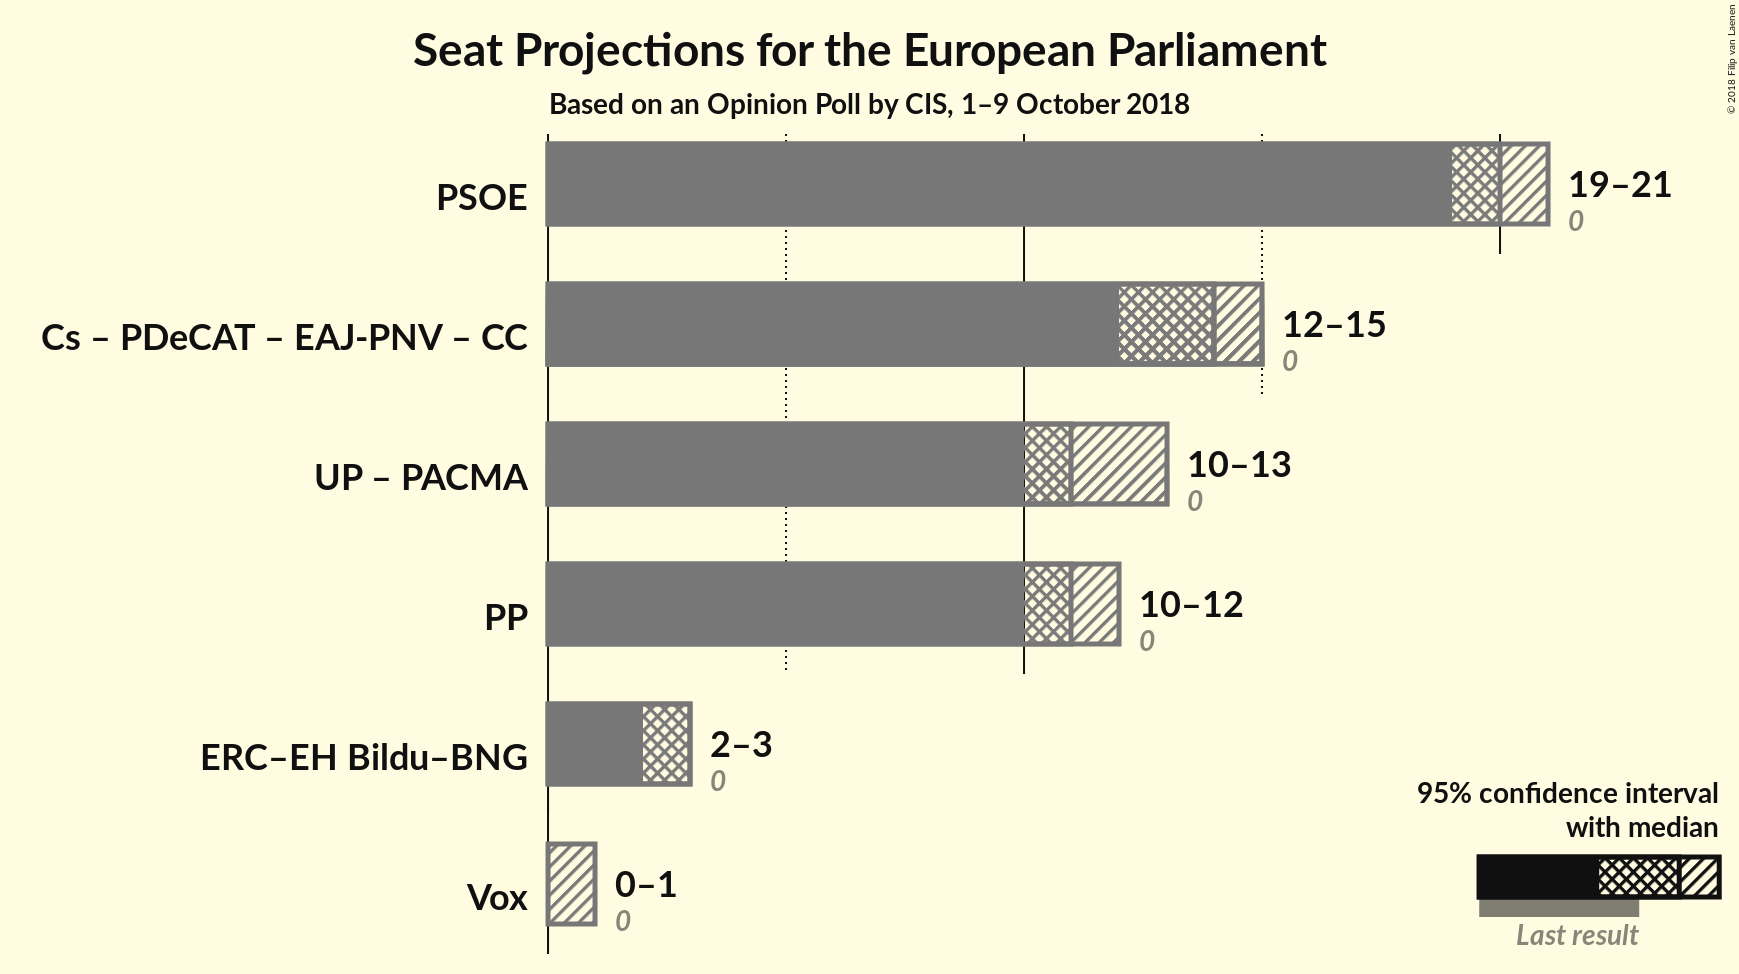 Seat Projections for the European Parliament
Based on an Opinion Poll by CIS, 1–9 October 2018
© 2018 Filip van Laenen
PSOE
19–21
0
Cs – PDeCAT – EAJ-PNV – CC
12–15
0
UP – PACMA
10–13
0
PP
10–12
0
ERC–EH Bildu–BNG
2–3
0
Vox
0–1
0
95% confidence interval
with median
Last result